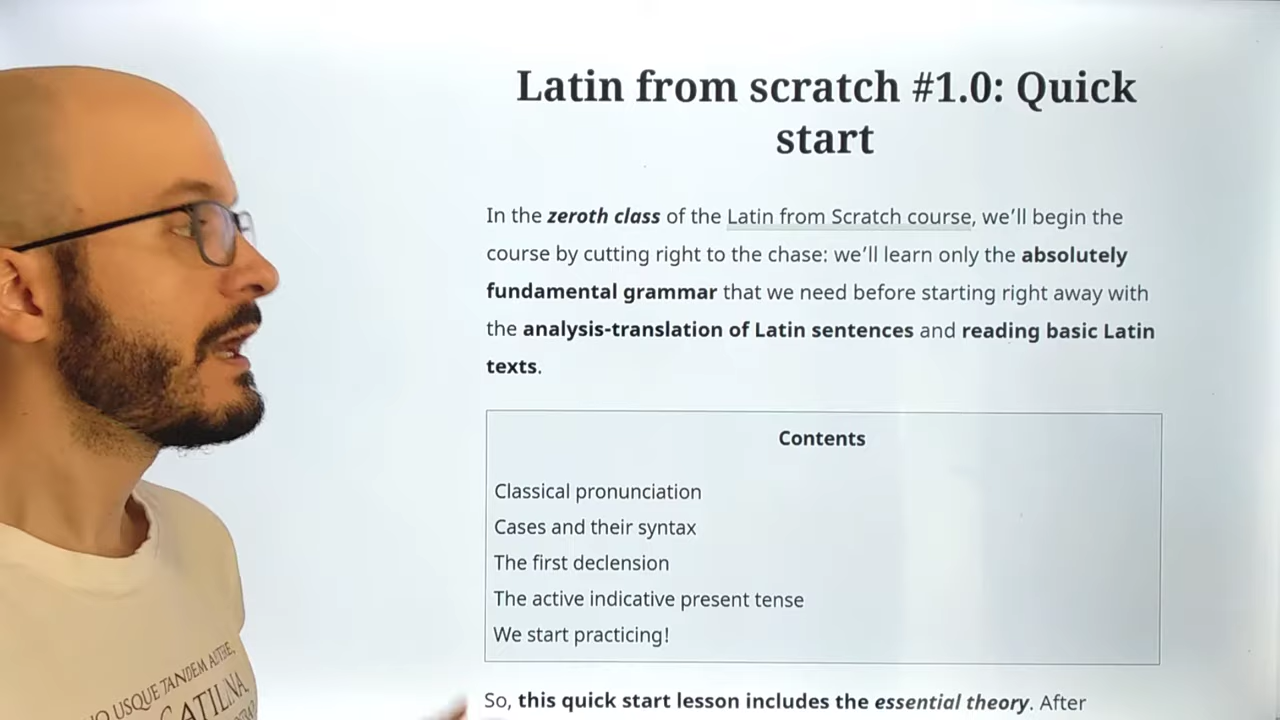 Latin from scratch #1.0: Quick
start
In the zeroth class of the Latin from Scratch course, we’ll begin the
course by cutting right to the chase: we’ll learn only the absolutely
fundamental grammar that we need before starting right away with
the analysis-translation of Latin sentences and reading basic Latin
texts.
Contents
Classical pronunciation
Cases and their syntax
The first declension
The active indicative present tense
We start practicing!
So, this quick start lesson includes the essential theory. After
USQUE TANDEM
CATILINA